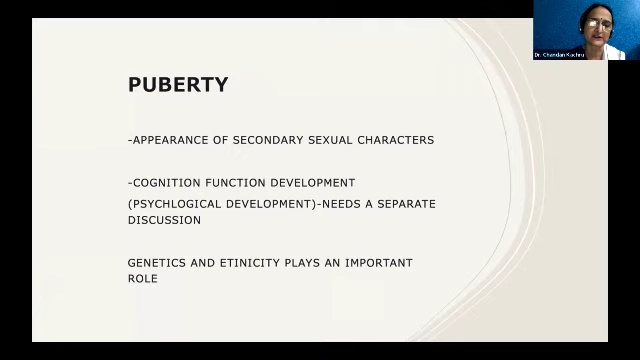 PUBERTY
-APPEARANCE OF SECONDARY SEXUAL CHARACTERS
-COGNITION FUNCTION DEVELOPMENT
(PSYCHLOGICAL DEVELOPMENT)-NEEDS A SEPARATE
DISCUSSION
GENETICS AND ETINICITY PLAYS AN IMPORTANT
ROLE
Dr. Chandan Kachru